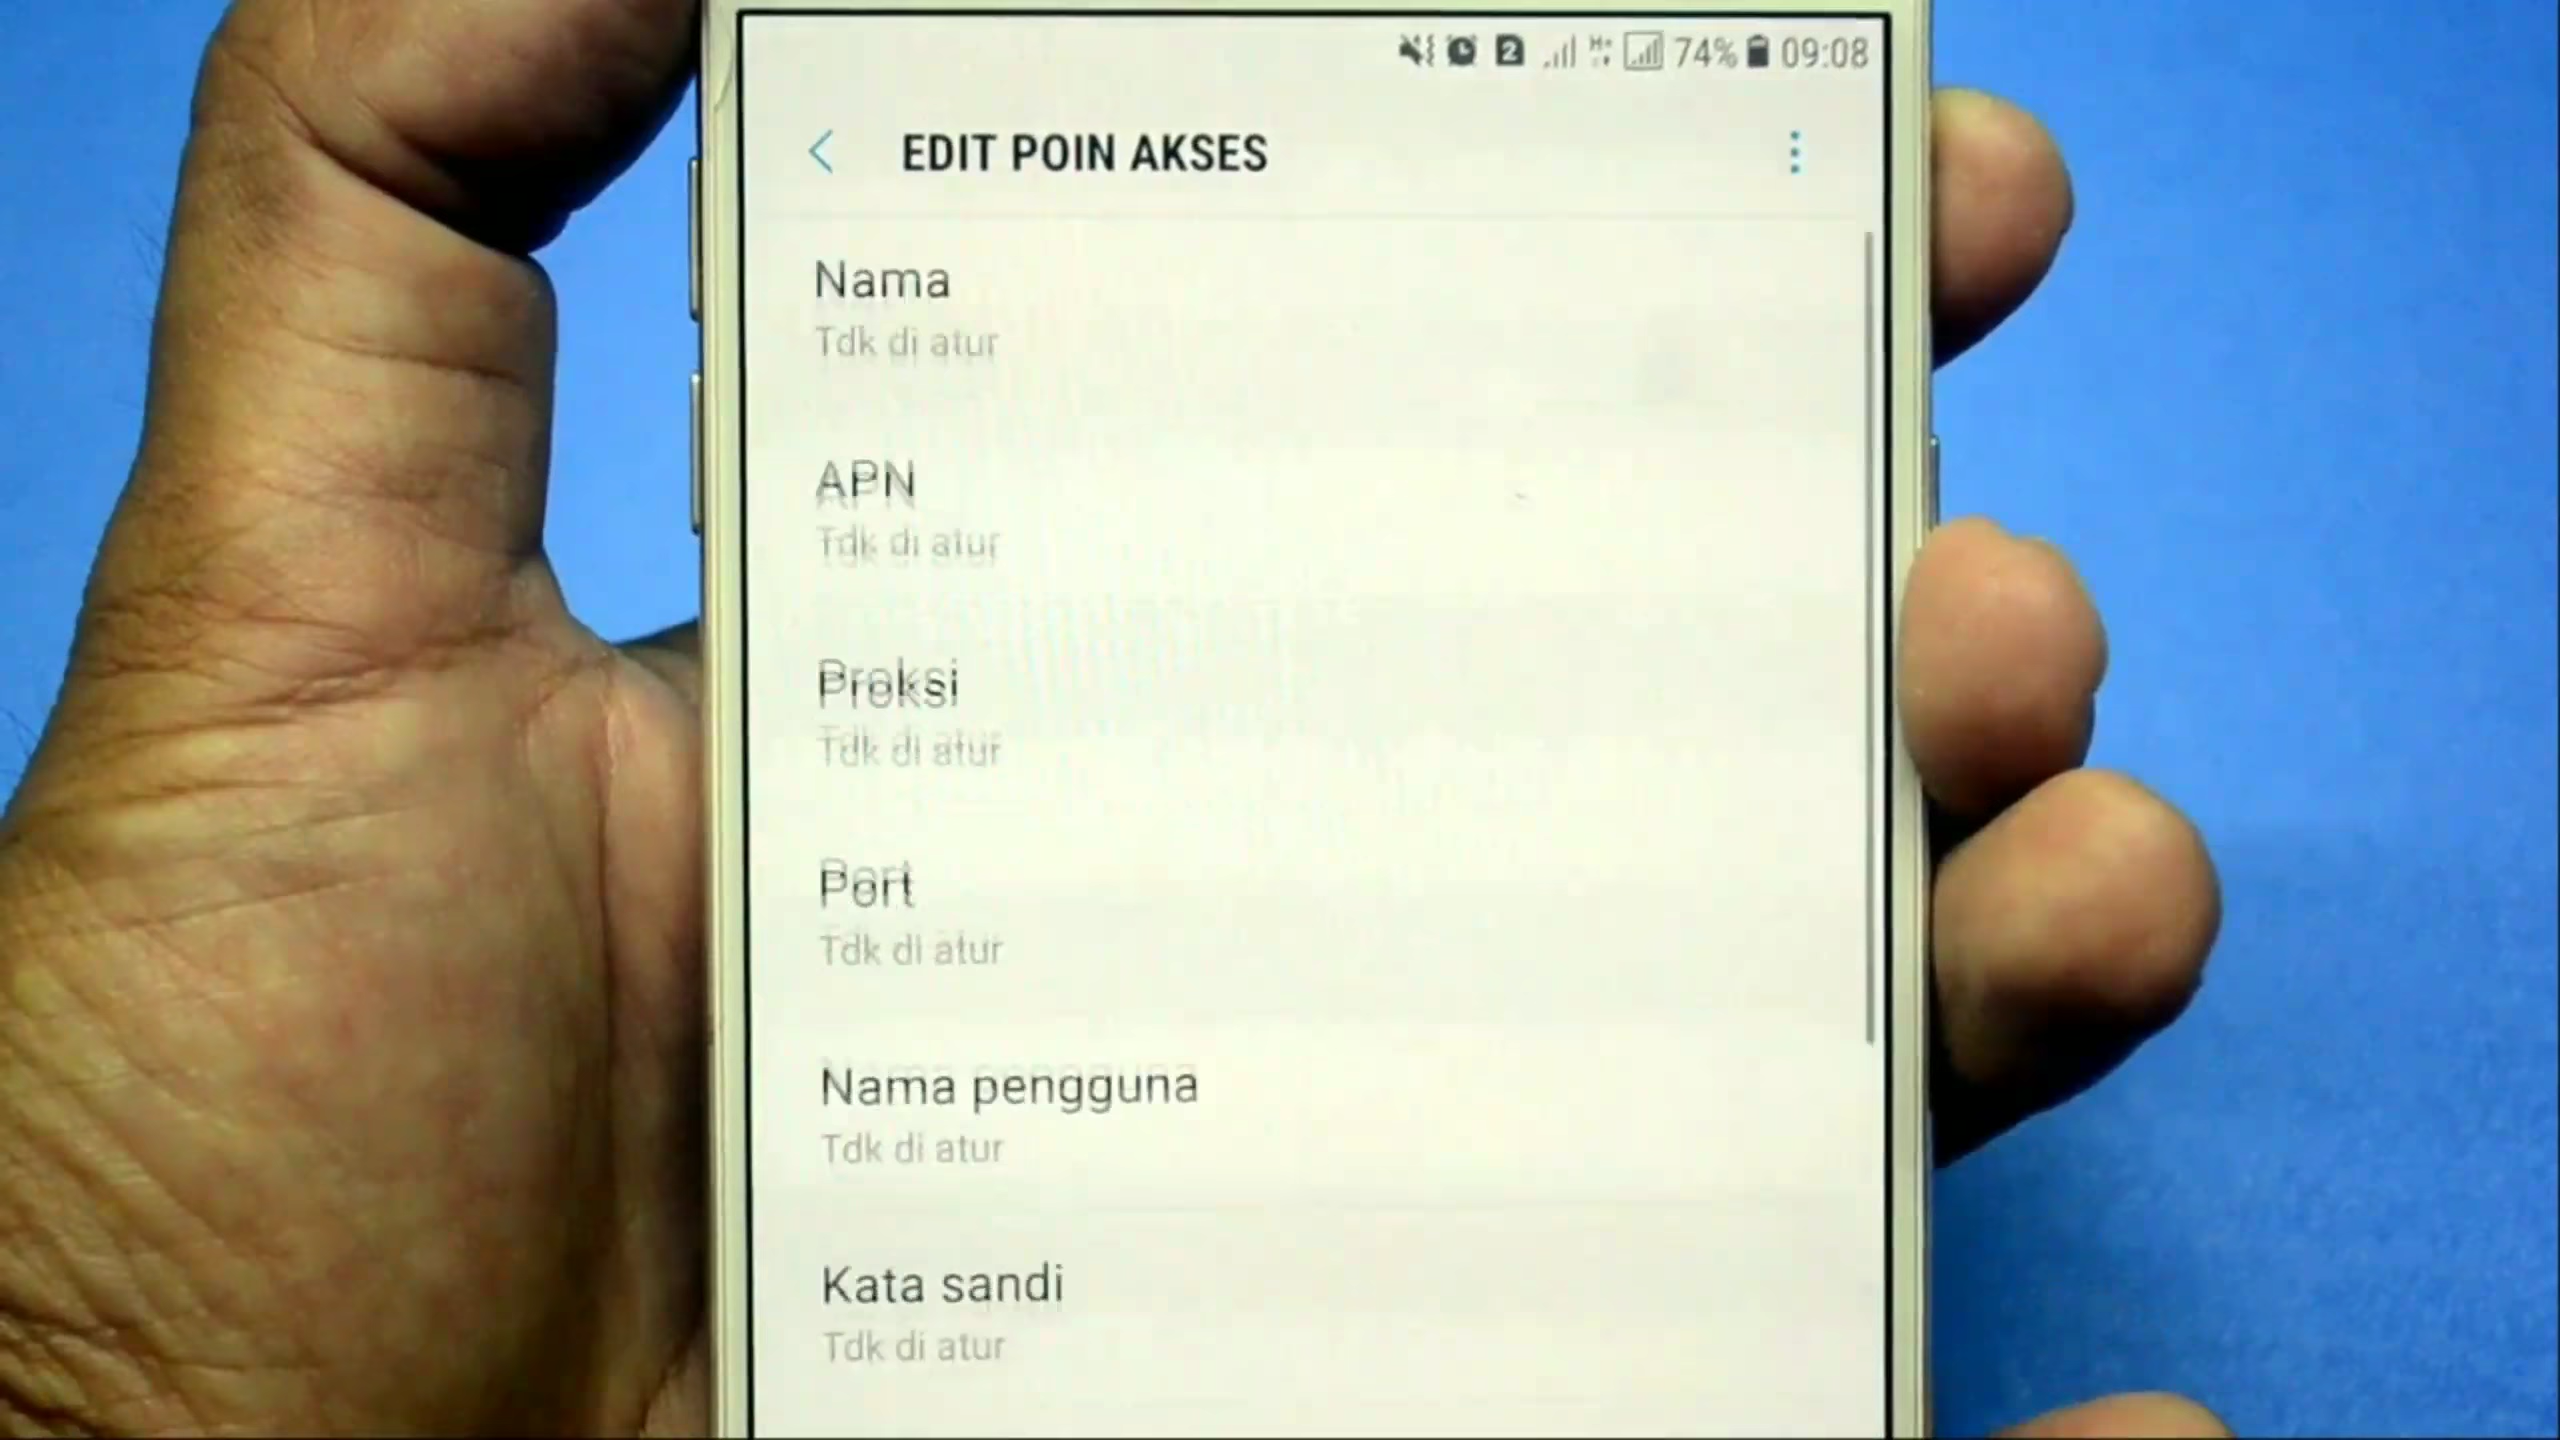 2 H+ 74% 09:08
EDIT POIN AKSES
Nama
Tdk di atur
APN
Tdk di atur
Proksi
Tdk di atur
Port
Tdk di atur
Nama pengguna
Tdk di atur
Kata sandi
Tdk di atur